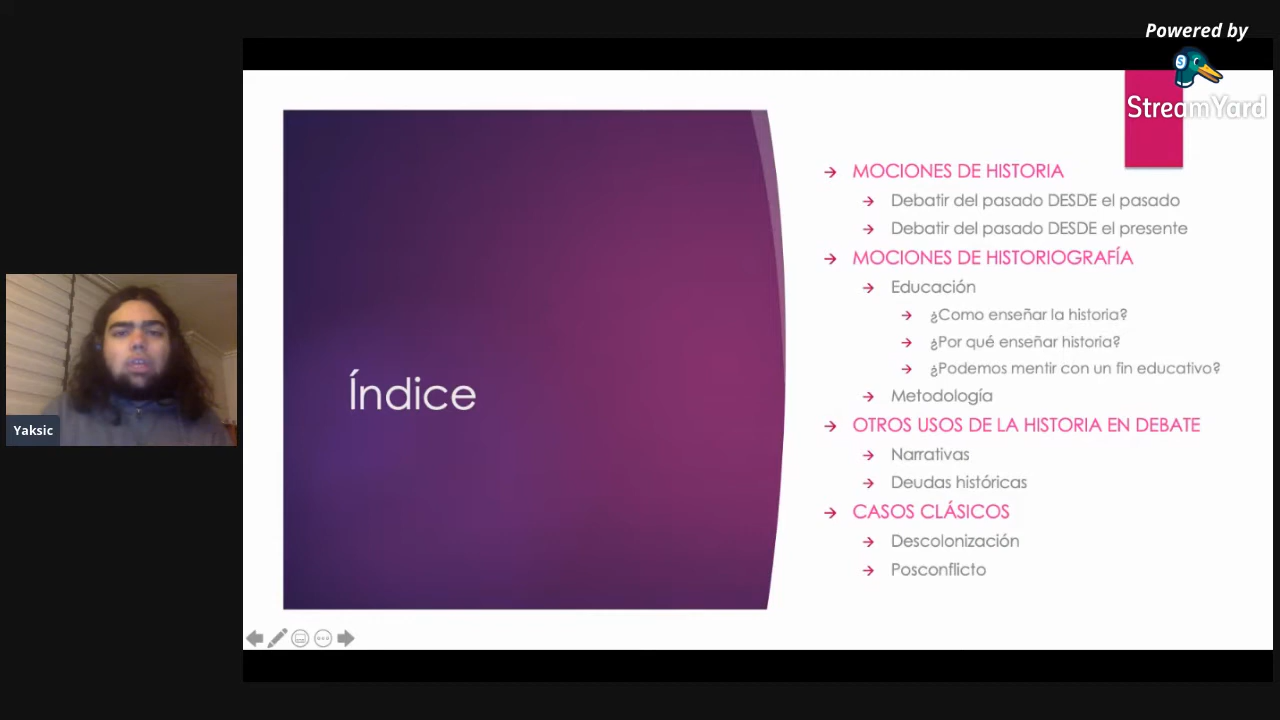 Powered by
StreamYard
MOCIONES DE HISTORIA
Debatir del pasado DESDE el pasado
Debatir del pasado DESDE el presente
MOCIONES DE HISTORIOGRAFÍA
Educación
¿Como enseñar la historia?
¿Por qué enseñar historia?
¿Podemos mentir con un fin educativo?
Metodología
OTROS USOS DE LA HISTORIA EN DEBATE
Narrativas
Deudas históricas
CASOS CLÁSICOS
Descolonización
Posconflicto
Índice
Yaksic